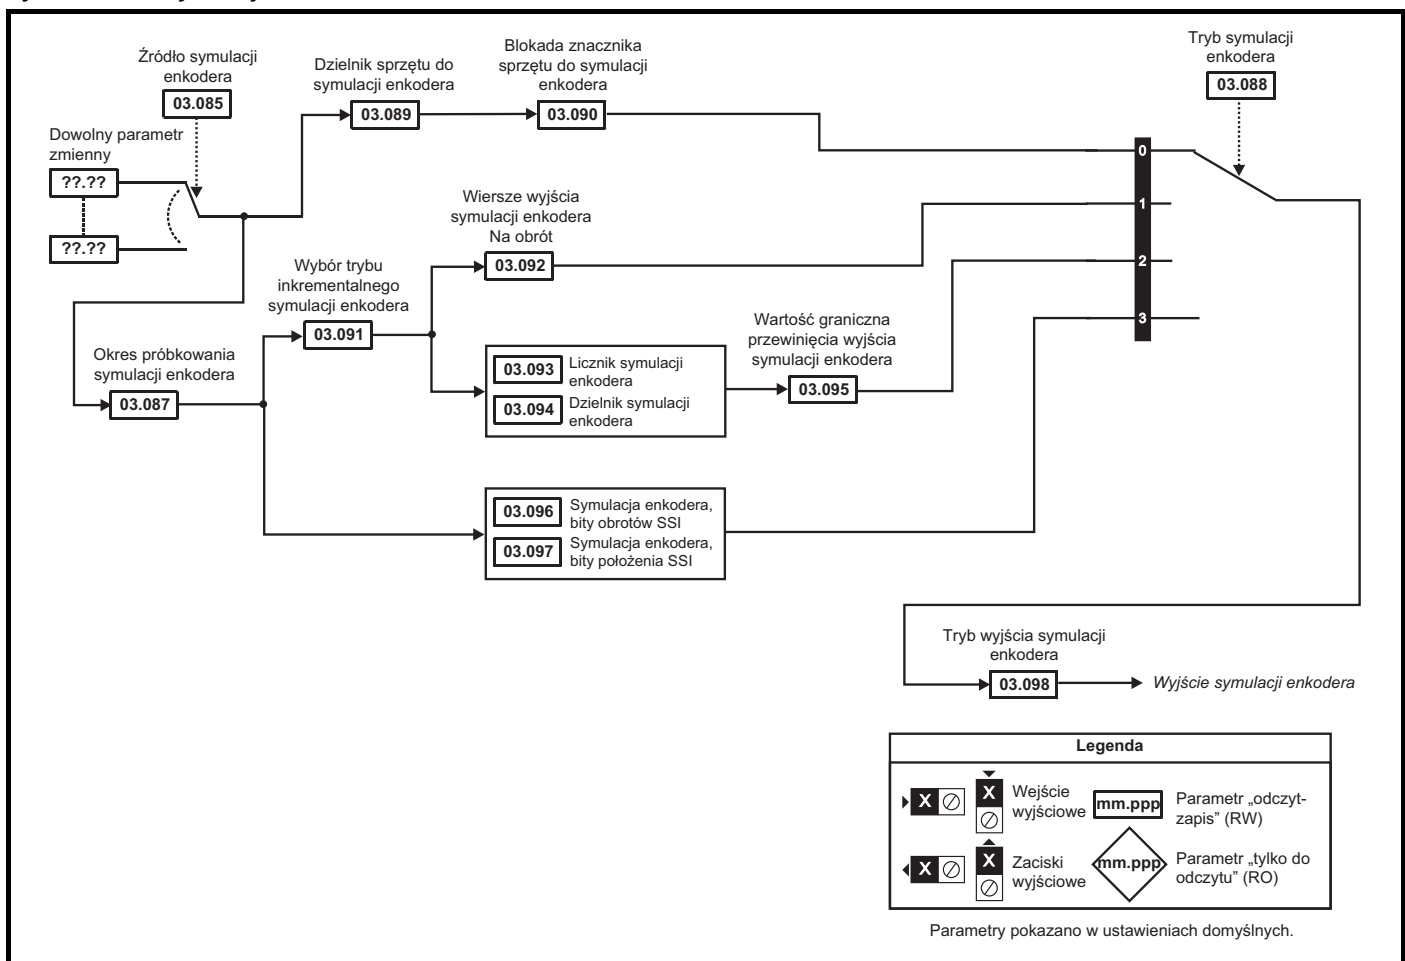 Źródło symulacji
enkodera
03.085
Dowolny parametr
zmienny
??.??
??.??
Dzielnik sprzętu do
symulacji enkodera
03.089
Blokada znacznika
sprzętu do symulacji
enkodera
03.090
Tryb symulacji
enkodera
03.088
0
1
2
3
Wiersze wyjścia
symulacji enkodera
Na obrót
03.092
Wybór trybu
inkrementalnego
symulacji enkodera
03.091
Okres próbkowania
symulacji enkodera
03.087
03.093 Licznik symulacji
enkodera
03.094 Dzielnik symulacji
enkodera
Wartość graniczna
przewinięcia wyjścia
symulacji enkodera
03.095
03.096 Symulacja enkodera,
bity obrotów SSI
03.097 Symulacja enkodera,
bity położenia SSI
Tryb wyjścia symulacji
enkodera
03.098
Wyjście symulacji enkodera
Legenda
X X Wejście
wyjściowe
mm.ppp Parametr „odczyt-
zapis” (RW)
X X Zaciski
wyjściowe
mm.ppp Parametr „tylko do
odczytu” (RO)
Parametry pokazano w ustawieniach domyślnych.